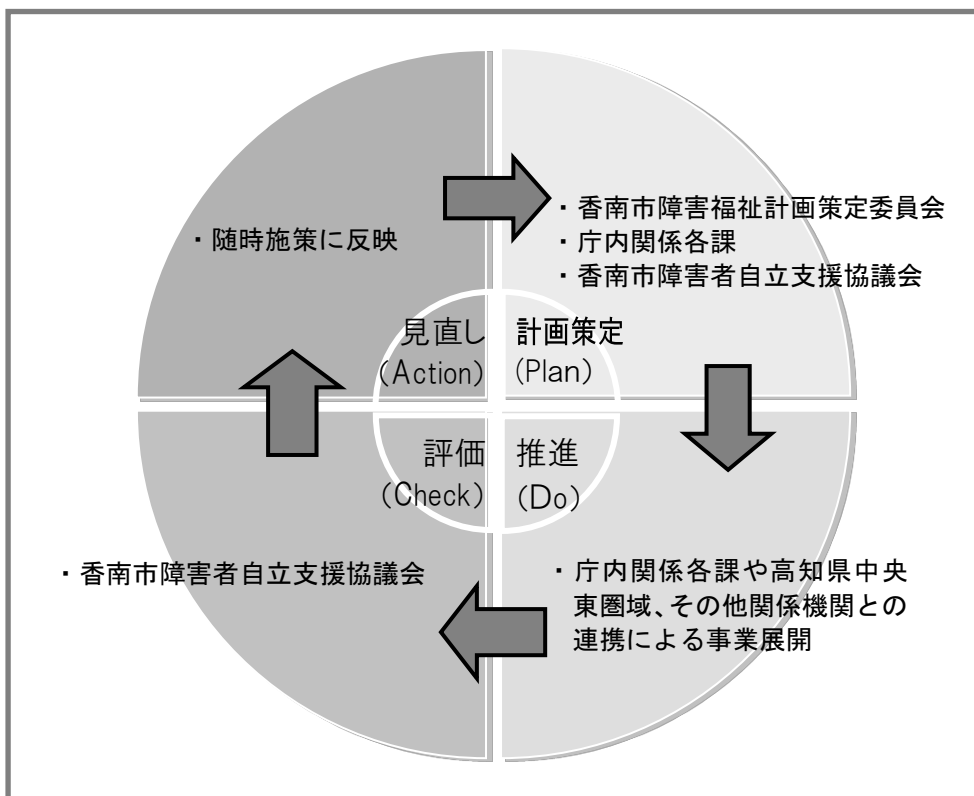 ・香南市障害福祉計画策定委員会
・庁内関係各課
・香南市障害者自立支援協議会
・随時施策に反映
見直し
(Action)
計画策定
(Plan)
評価
(Check)
推進
(Do)
・香南市障害者自立支援協議会
・庁内関係各課や高知県中央
東圏域、その他関係機関との
連携による事業展開